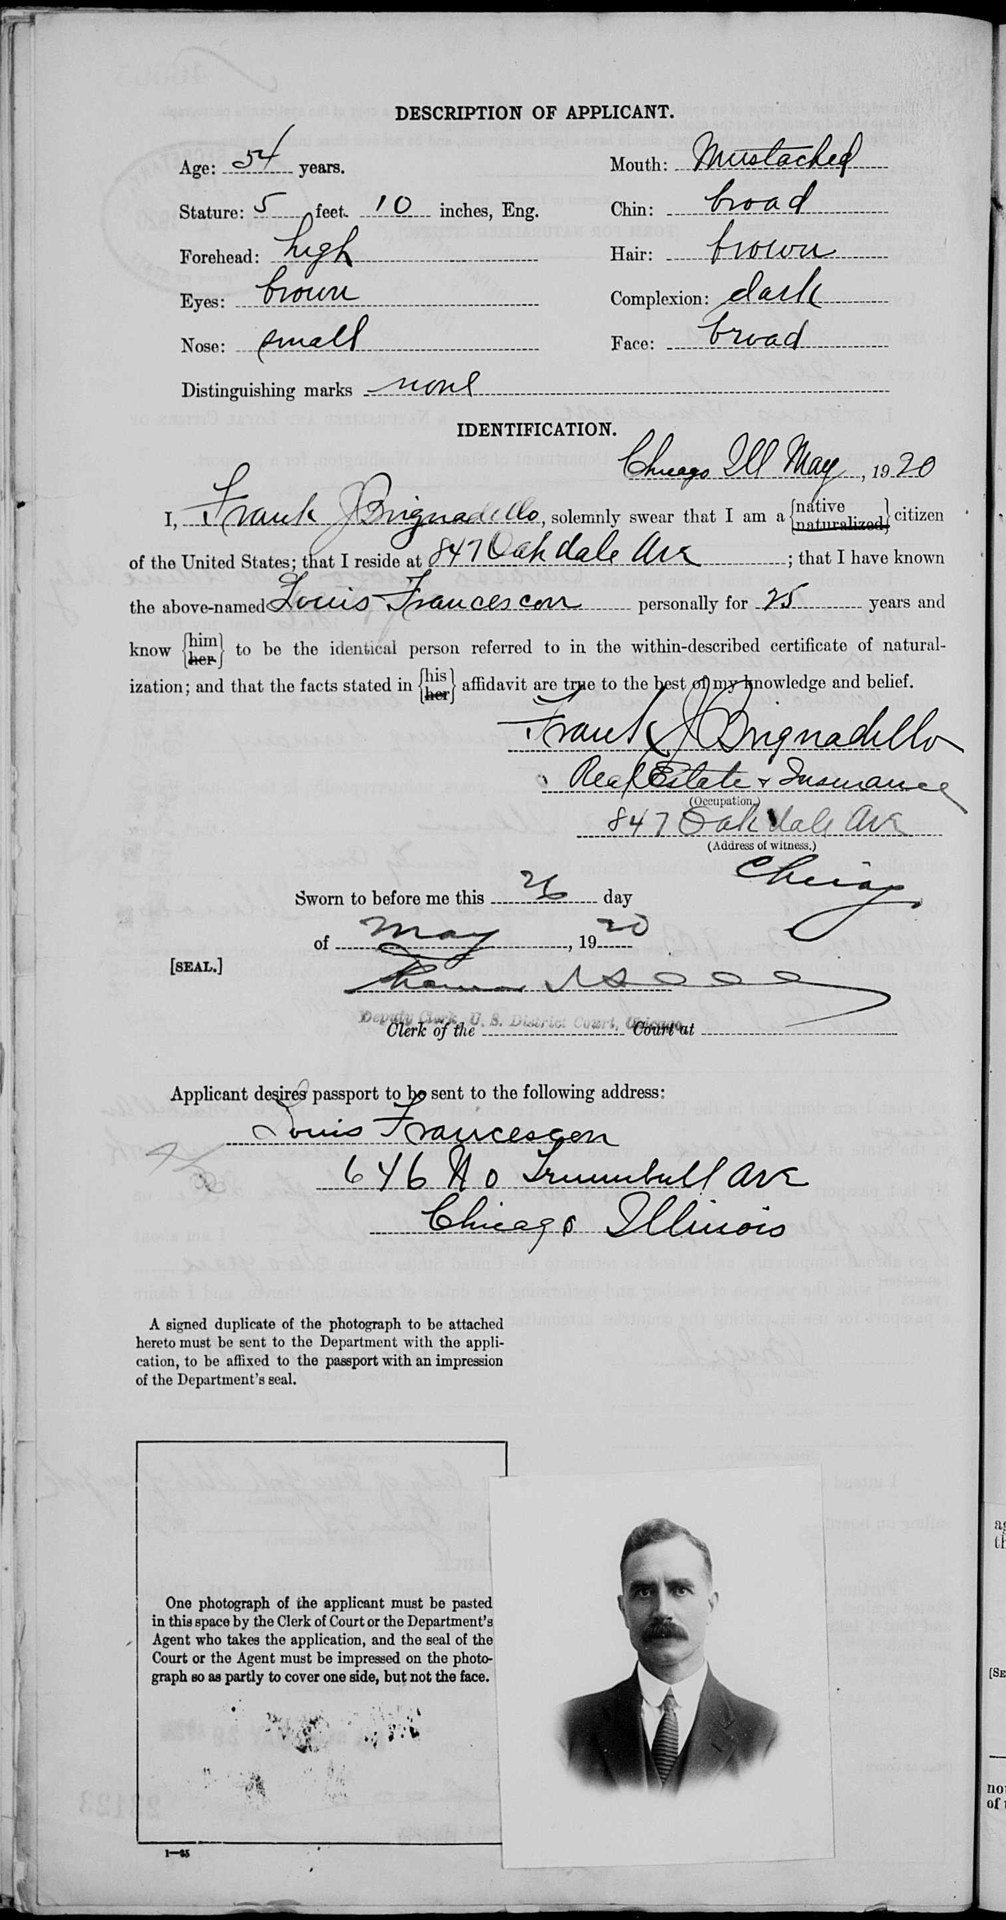 DESCRIPTION OF APPLICANT.
Age: 54 years. Mouth: Mustached
Stature: 5 feet. 10 inches, Eng. Chin: broad
Forehead: high Hair: brown
Eyes: brown Complexion: dark
Nose: small Face: broad
Distinguishing marks none
IDENTIFICATION.
Chicago Ill May, 1920
I, Frank J Brignadello, solemnly swear that I am a {native naturalized} citizen
of the United States; that I reside at 847 Oakdale Ave; that I have known
the above-named Louis Francescon personally for 25 years and
know {him her} to be the identical person referred to in the within-described certificate of natural-
ization; and that the facts stated in {his her} affidavit are true to the best of my knowledge and belief.
Frank J Brignadello
Real Estate & Insurance
(Occupation.)
847 Oakdale Ave
(Address of witness.)
Chicago
Sworn to before me this 26 day
of May, 1920
[SEAL.]
Deputy Clerk, U. S. District Court, Chicago
Clerk of the Court at
Applicant desires passport to be sent to the following address:
Louis Francescon
646 No Trumbull Ave
Chicago Illinois
A signed duplicate of the photograph to be attached
hereto must be sent to the Department with the appli-
cation, to be affixed to the passport with an impression
of the Department's seal.
One photograph of the applicant must be pasted
in this space by the Clerk of Court or the Department's
Agent who takes the application, and the seal of the
Court or the Agent must be impressed on the photo-
graph so as partly to cover one side, but not the face.
1—35